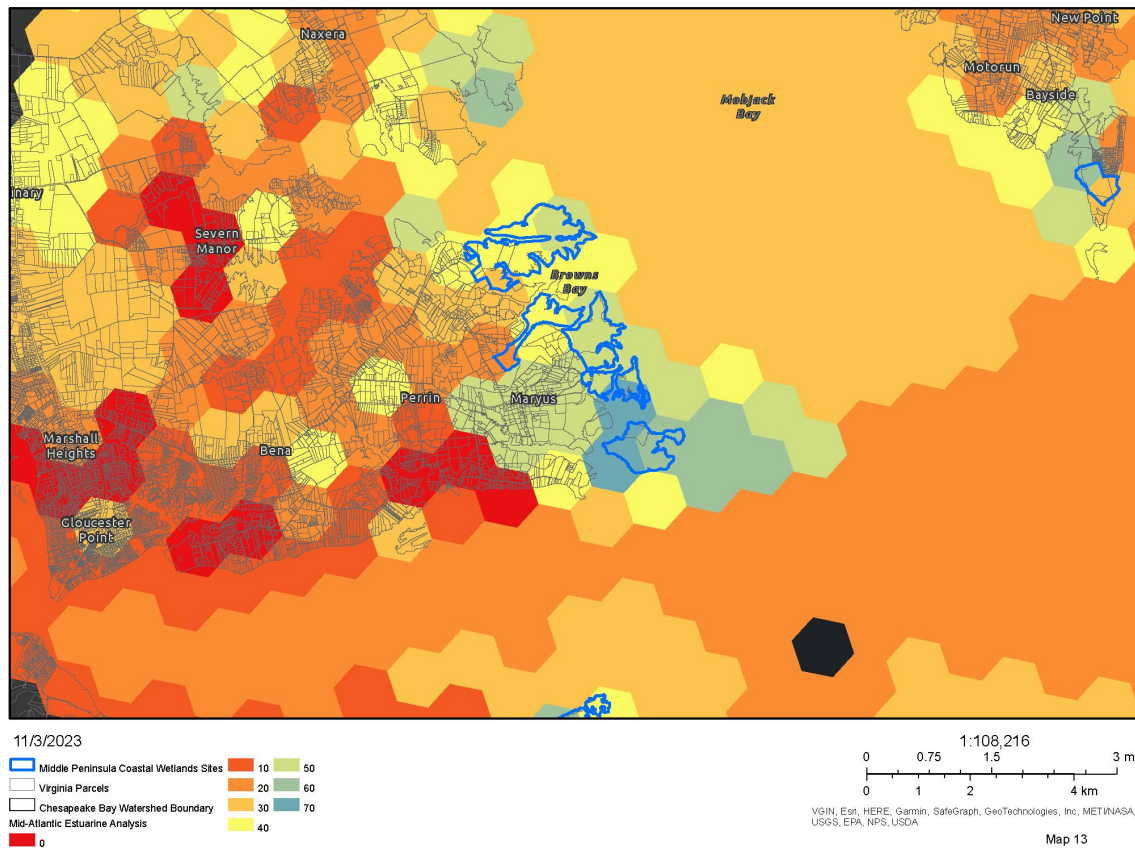 New Point
Naxera
Motorun
Mobjack
Bay
Bayside
inary
Severn
Manor
Browns
Bay
Perrin
Maryus
Marshall
Heights
Bena
Gloucester
Point
11/3/2023
Middle Peninsula Coastal Wetlands Sites
Virginia Parcels
Chesapeake Bay Watershed Boundary
Mid-Atlantic Estuarine Analysis
0
10
20
30
40
50
60
70
1:108,216
0 0.75 1.5 3 m
0 1 2 4 km
VGIN, Esri, HERE, Garmin, SafeGraph, GeoTechnologies, Inc, METI/NASA,
USGS, EPA, NPS, USDA
Map 13